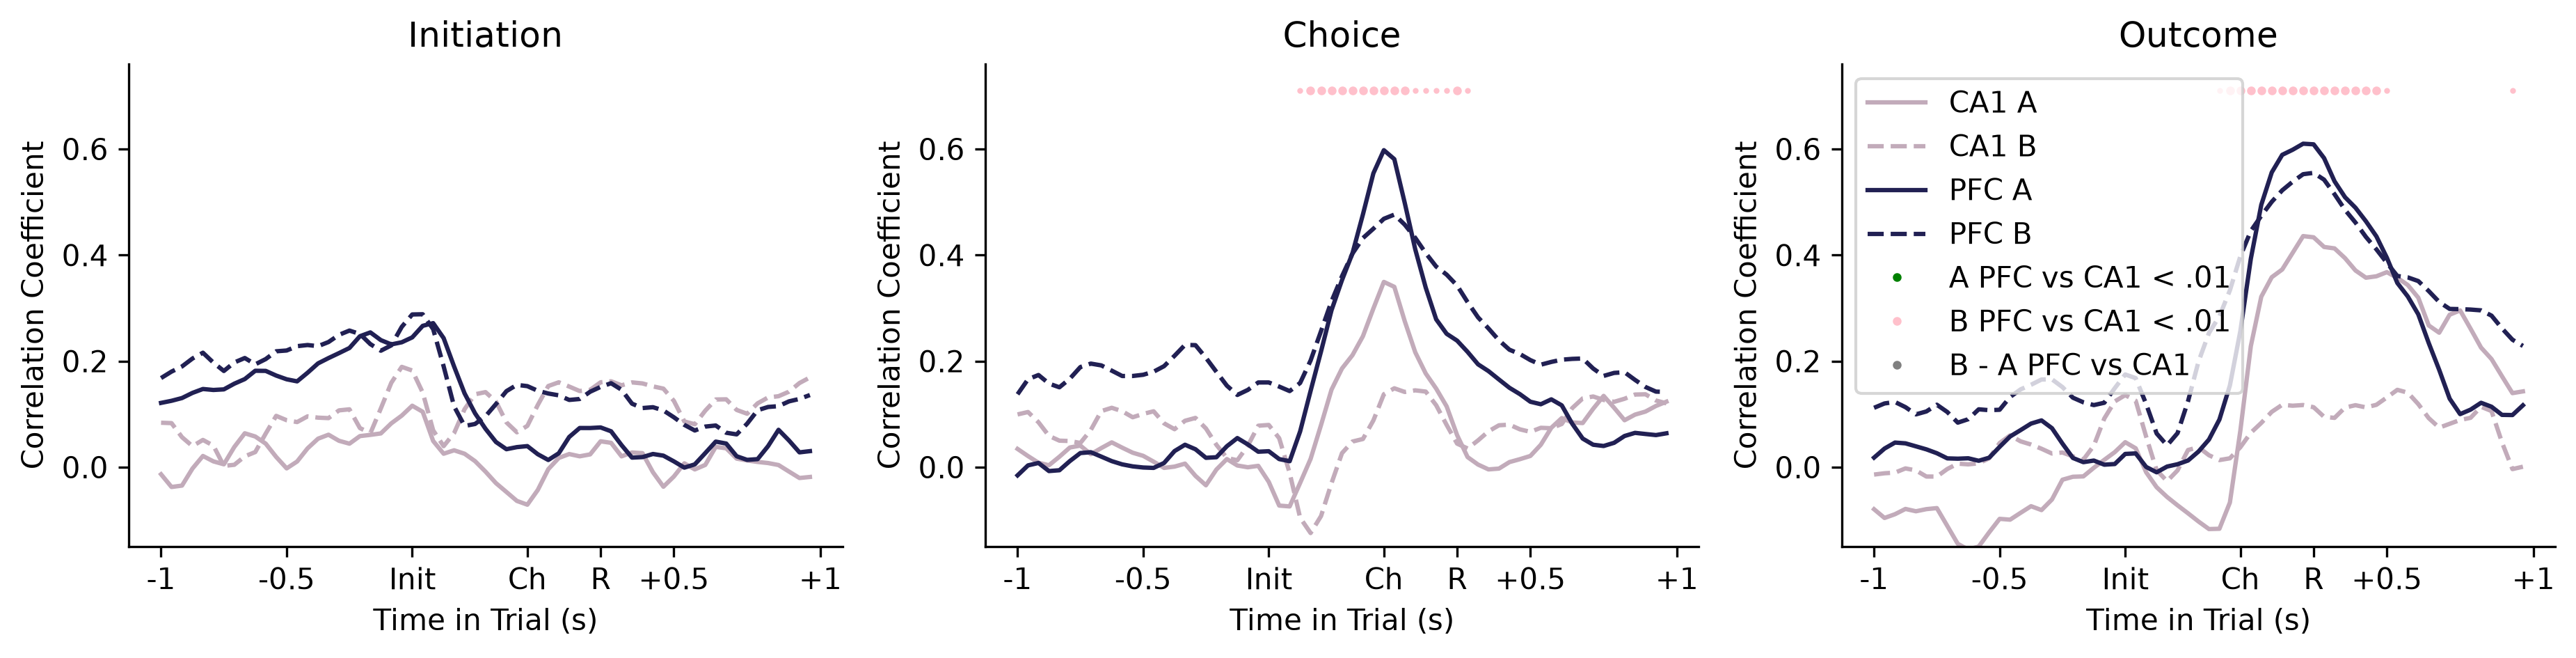 Initiation
Correlation Coefficient
0.6
0.4
0.2
0.0
-1 -0.5 Init Ch R +0.5 +1
Time in Trial (s)
Choice
Correlation Coefficient
0.6
0.4
0.2
0.0
-1 -0.5 Init Ch R +0.5 +1
Time in Trial (s)
Outcome
Correlation Coefficient
0.6
0.4
0.2
0.0
CA1 A
CA1 B
PFC A
PFC B
A PFC vs CA1 < .01
B PFC vs CA1 < .01
B - A PFC vs CA1
-1 -0.5 Init Ch R +0.5 +1
Time in Trial (s)